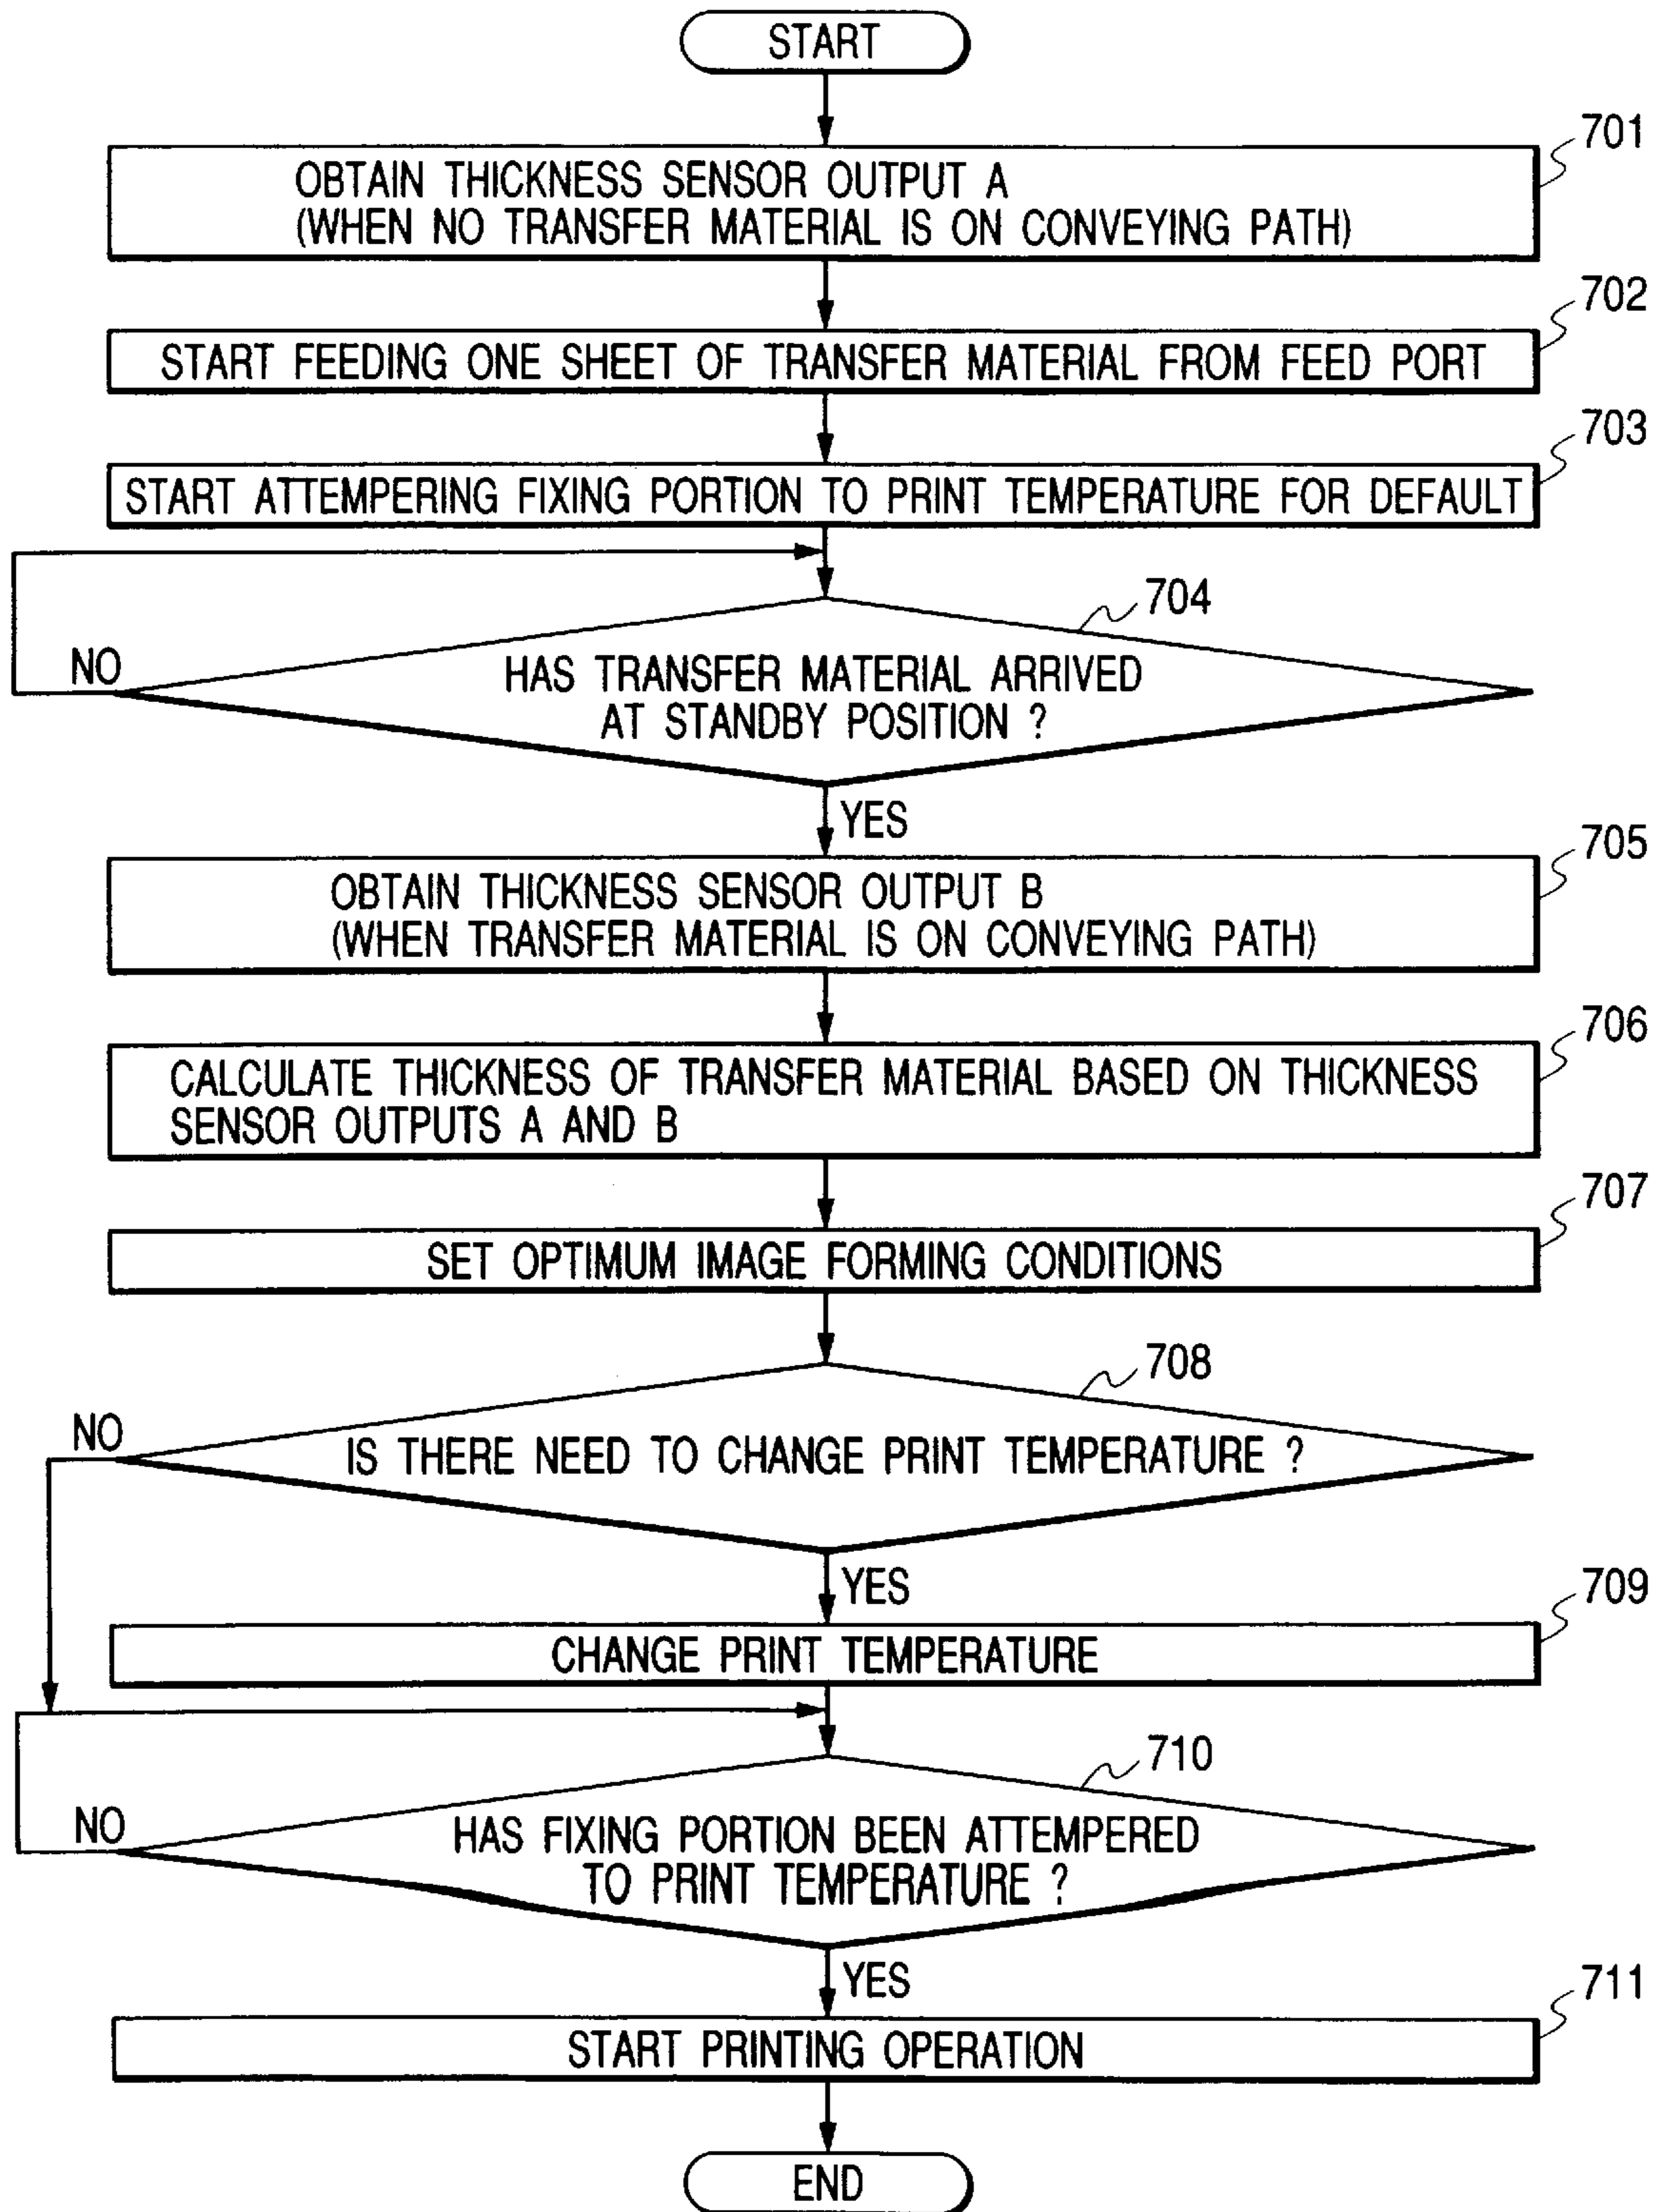 START
701
OBTAIN THICKNESS SENSOR OUTPUT A
(WHEN NO TRANSFER MATERIAL IS ON CONVEYING PATH)
702
START FEEDING ONE SHEET OF TRANSFER MATERIAL FROM FEED PORT
703
START ATTEMPERING FIXING PORTION TO PRINT TEMPERATURE FOR DEFAULT
704
NO
HAS TRANSFER MATERIAL ARRIVED
AT STANDBY POSITION ?
YES
705
OBTAIN THICKNESS SENSOR OUTPUT B
(WHEN TRANSFER MATERIAL IS ON CONVEYING PATH)
706
CALCULATE THICKNESS OF TRANSFER MATERIAL BASED ON THICKNESS
SENSOR OUTPUTS A AND B
707
SET OPTIMUM IMAGE FORMING CONDITIONS
708
NO
IS THERE NEED TO CHANGE PRINT TEMPERATURE ?
YES
709
CHANGE PRINT TEMPERATURE
710
NO
HAS FIXING PORTION BEEN ATTEMPERED
TO PRINT TEMPERATURE ?
YES
711
START PRINTING OPERATION
END